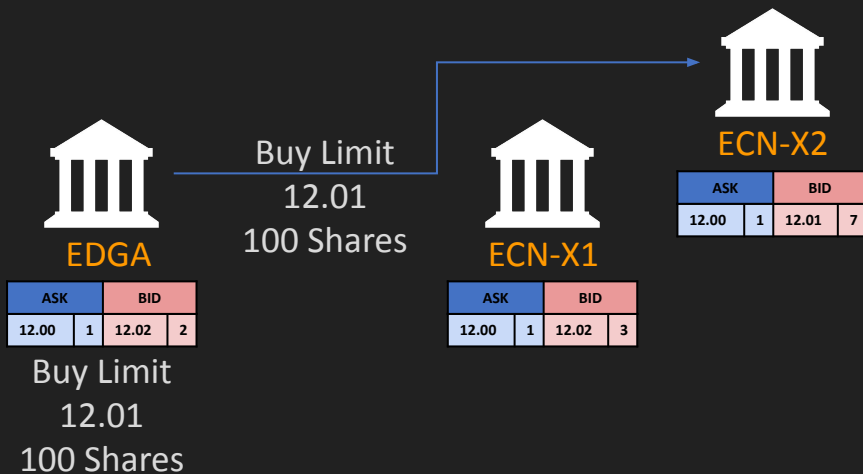 Buy Limit
12.01
100 Shares
EDGA
ASK BID
12.00 1 12.02 2
Buy Limit
12.01
100 Shares
ECN-X1
ASK BID
12.00 1 12.02 3
ECN-X2
ASK BID
12.00 1 12.01 7